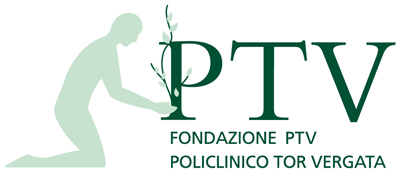 PTV
FONDAZIONE PTV
POLICLINICO TOR VERGATA